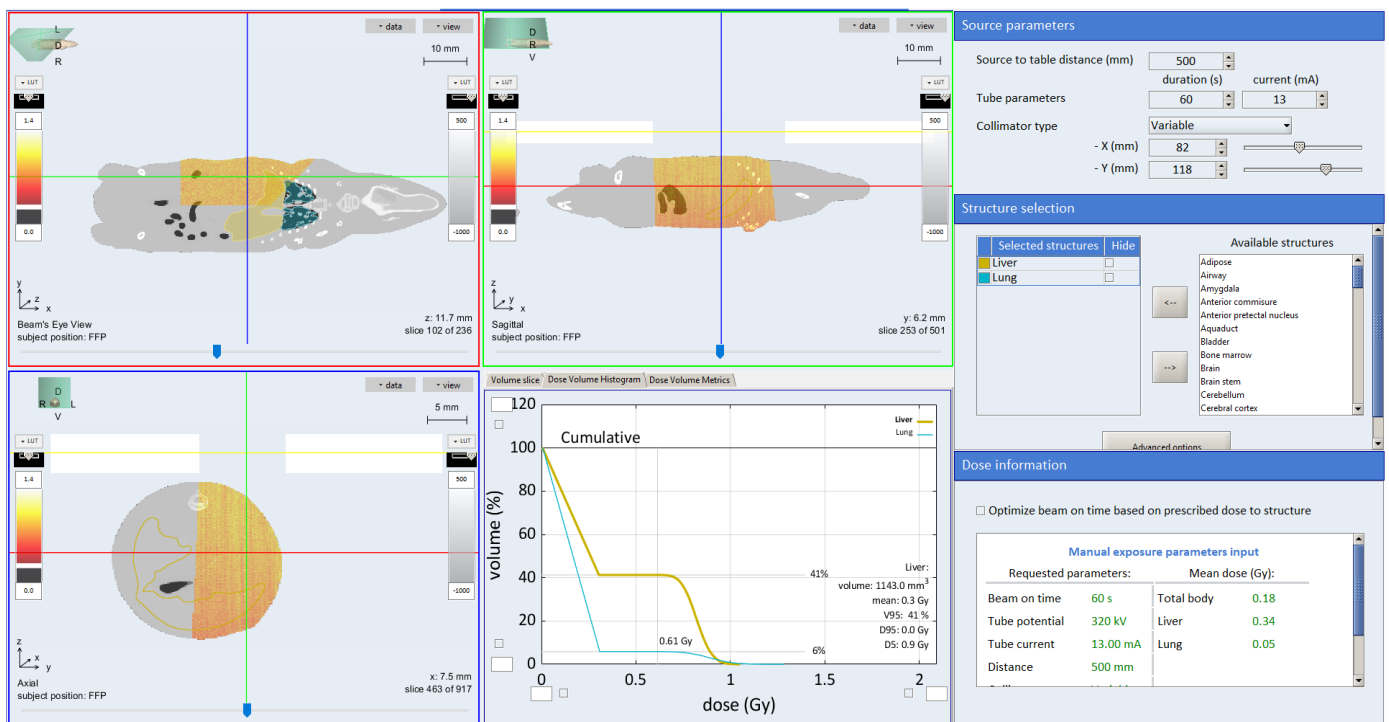 L
D
R
data
view
10 mm
LUT
LUT
1.4
500
0.0
-1000
y
z
x
Beam's Eye View
subject position: FFP
z: 11.7 mm
slice 102 of 236
D
R
V
data
view
10 mm
LUT
LUT
1.4
500
0.0
-1000
z
y
x
Sagittal
subject position: FFP
y: 6.2 mm
slice 253 of 501
D
R L
V
data
view
5 mm
LUT
LUT
1.4
500
0.0
-1000
z
x
y
Axial
subject position: FFP
x: 7.5 mm
slice 463 of 917
Volume slice Dose Volume Histogram Dose Volume Metrics
120
100
80
60
40
20
0
volume (%)
Cumulative
Liver
Lung
41%
Liver:
volume: 1143.0 mm3
mean: 0.3 Gy
V95: 41 %
D95: 0.0 Gy
D5: 0.9 Gy
0.61 Gy
6%
0 0.5 1 1.5 2
dose (Gy)
Source parameters
Source to table distance (mm) 500
duration (s) current (mA)
Tube parameters 60 13
Collimator type Variable
- X (mm) 82
- Y (mm) 118
Structure selection
Selected structures Hide
Liver
Lung
<--
-->
Available structures
Adipose
Airway
Amygdala
Anterior commisure
Anterior pretectal nucleus
Aquaduct
Bladder
Bone marrow
Brain
Brain stem
Cerebellum
Cerebral cortex
Advanced options
Dose information
Optimize beam on time based on prescribed dose to structure
Manual exposure parameters input
Requested parameters: Mean dose (Gy):
Beam on time 60 s Total body 0.18
Tube potential 320 kV Liver 0.34
Tube current 13.00 mA Lung 0.05
Distance 500 mm